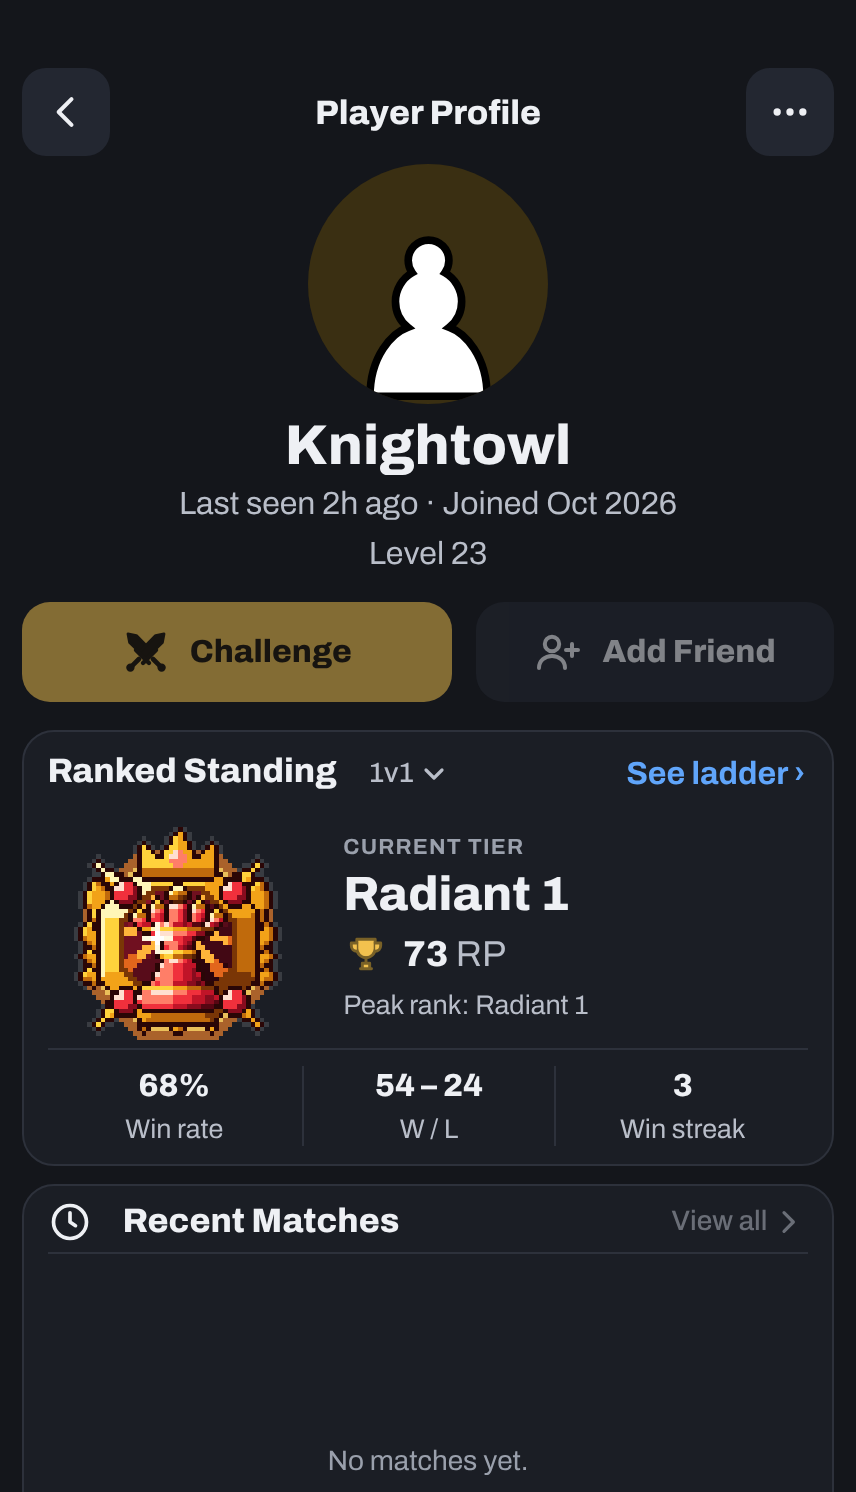 Player Profile
Knightowl
Last seen 2h ago · Joined Oct 2026
Level 23
Challenge
Add Friend
Ranked Standing
1v1
See ladder ›
CURRENT TIER
Radiant 1
73 RP
Peak rank: Radiant 1
68%
54 – 24
3
Win rate
W / L
Win streak
Recent Matches
View all
No matches yet.